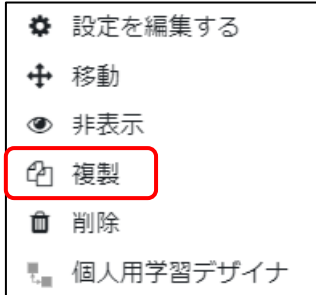 設定を編集する
移動
非表示
複製
削除
個人用学習デザイナ